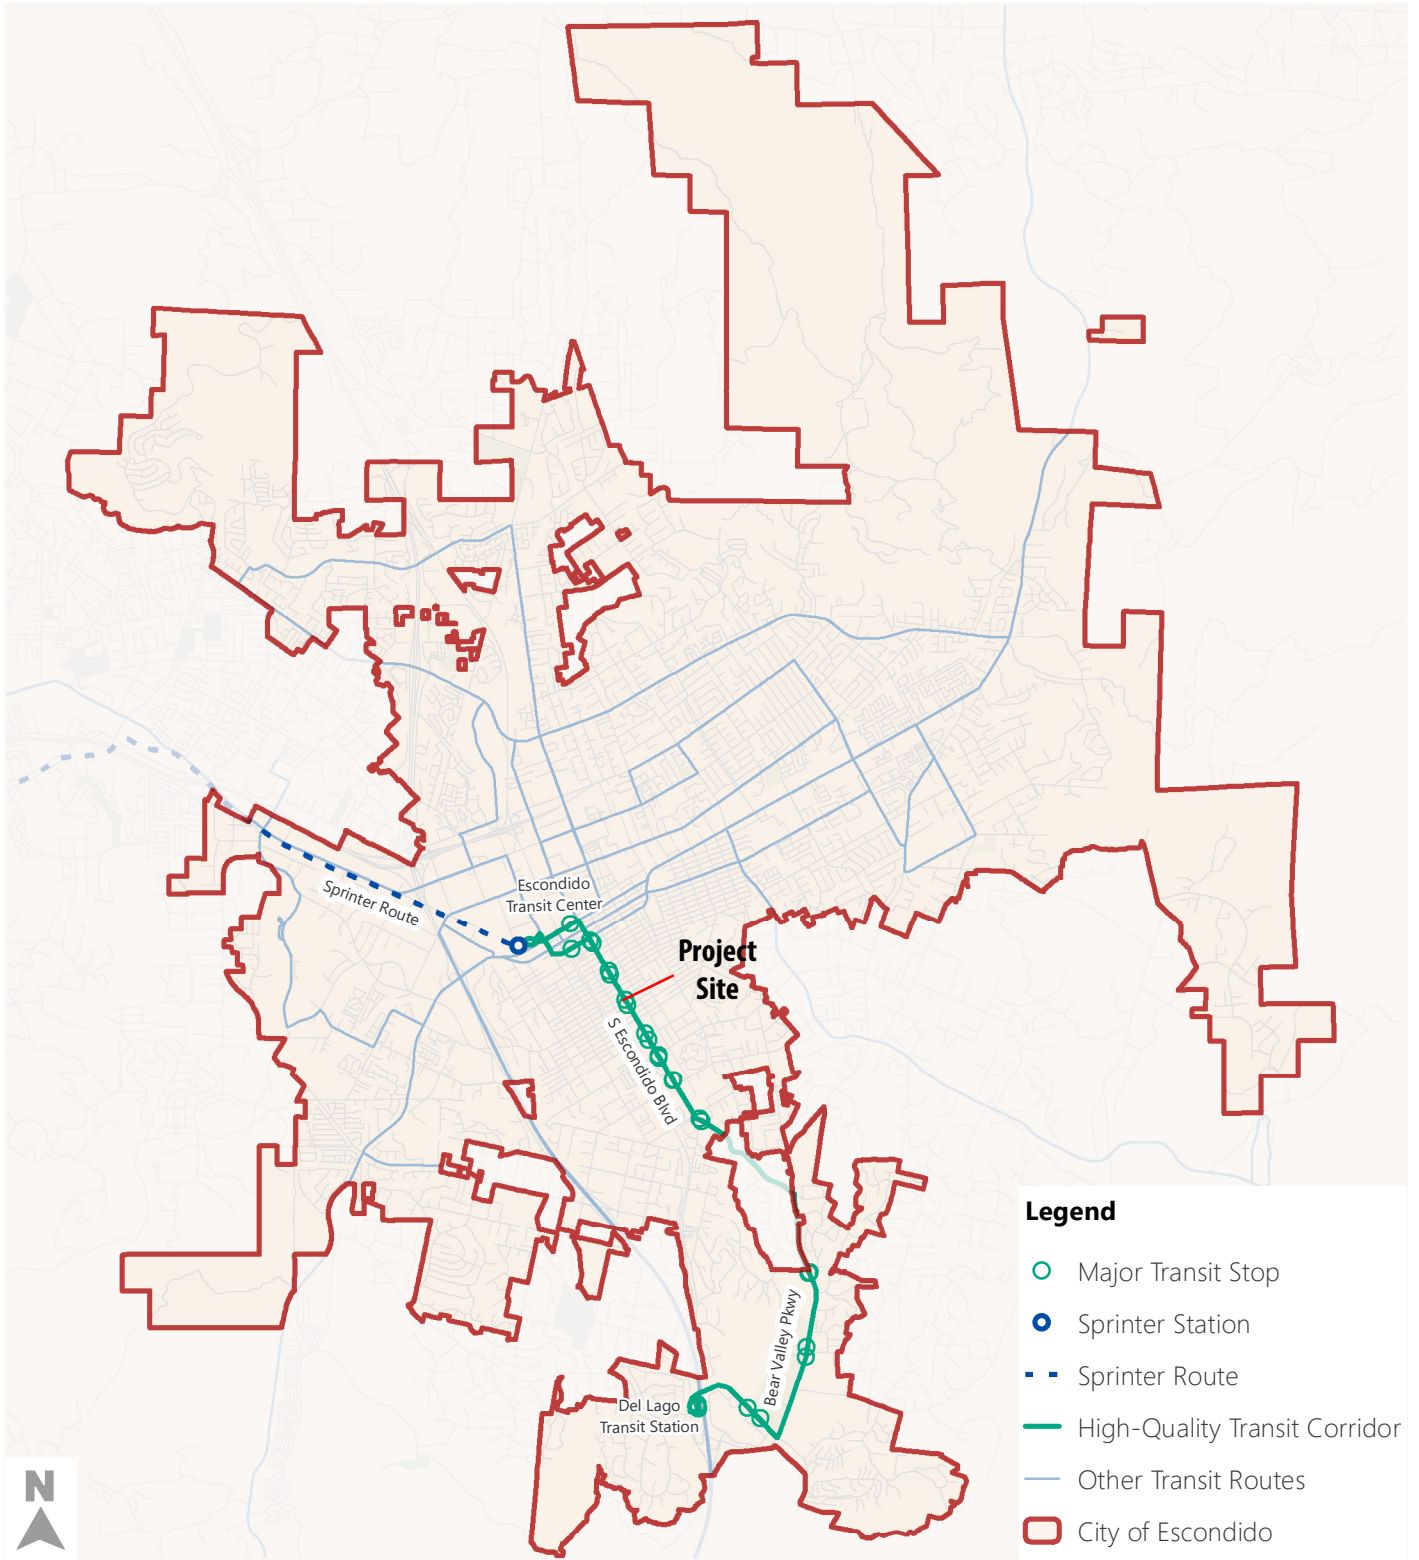 Escondido
Transit Center
Sprinter Route
Project
Site
S Escondido Blvd
Bear Valley Pkwy
Del Lago
Transit Station
Legend
Major Transit Stop
Sprinter Station
Sprinter Route
High-Quality Transit Corridor
Other Transit Routes
City of Escondido
N